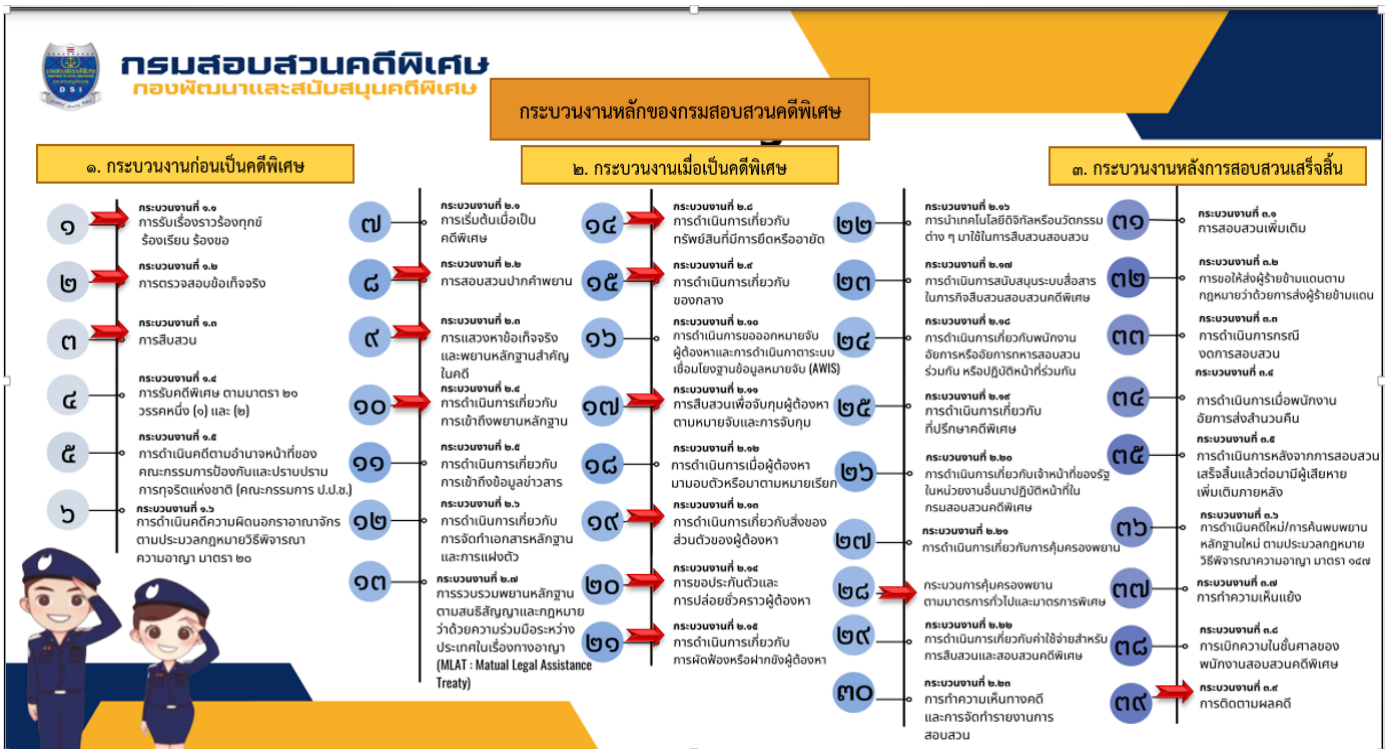 กรมสอบสวนคดีพิเศษ
กองพัฒนาและสนับสนุนคดีพิเศษ
DSI
กระบวนงานหลักของกรมสอบสวนคดีพิเศษ
๑. กระบวนงานก่อนเป็นคดีพิเศษ
๑
กระบวนงานที่ ๑.๑
การรับเรื่องราวร้องทุกข์
ร้องเรียน ร้องขอ
๒
กระบวนงานที่ ๑.๒
การตรวจสอบข้อเท็จจริง
๓
กระบวนงานที่ ๑.๓
การสืบสวน
๔
กระบวนงานที่ ๑.๔
การรับคดีพิเศษ ตามมาตรา ๒๑
วรรคหนึ่ง (๑) และ (๒)
๕
กระบวนงานที่ ๑.๕
การดำเนินคดีตามอำนาจหน้าที่ของ
คณะกรรมการป้องกันและปราบปราม
การทุจริตแห่งชาติ (คณะกรรมการ ป.ป.ช.)
๖
กระบวนงานที่ ๑.๖
การดำเนินคดีความผิดนอกราชอาณาจักร
ตามประมวลกฎหมายวิธีพิจารณา
ความอาญา มาตรา ๒๐
๒. กระบวนงานเมื่อเป็นคดีพิเศษ
๗
กระบวนงานที่ ๒.๑
การเริ่มต้นเมื่อเป็น
คดีพิเศษ
๘
กระบวนงานที่ ๒.๒
การสอบสวนปากคำพยาน
๙
กระบวนงานที่ ๒.๓
การแสวงหาข้อเท็จจริง
และพยานหลักฐานสำคัญ
ในคดี
๑๐
กระบวนงานที่ ๒.๔
การดำเนินการเกี่ยวกับ
การเข้าถึงพยานหลักฐาน
๑๑
กระบวนงานที่ ๒.๕
การดำเนินการเกี่ยวกับ
การเข้าถึงข้อมูลข่าวสาร
๑๒
กระบวนงานที่ ๒.๖
การดำเนินการเกี่ยวกับ
การจัดทำเอกสารหลักฐาน
และการแฝงตัว
๑๓
กระบวนงานที่ ๒.๗
การรวบรวมพยานหลักฐาน
ตามสนธิสัญญาและกฎหมาย
ว่าด้วยความร่วมมือระหว่าง
ประเทศในเรื่องทางอาญา
(MLAT : Matual Legal Assistance
Treaty)
๑๔
กระบวนงานที่ ๒.๘
การดำเนินการเกี่ยวกับ
ทรัพย์สินที่มีการยึดหรืออายัด
๑๕
กระบวนงานที่ ๒.๙
การดำเนินการเกี่ยวกับ
ของกลาง
๑๖
กระบวนงานที่ ๒.๑๐
การดำเนินการขอออกหมายจับ
ผู้ต้องหาและการดำเนินกาตาระบบ
เชื่อมโยงฐานข้อมูลหมายจับ (AWIS)
๑๗
กระบวนงานที่ ๒.๑๑
การสืบสวนเพื่อจับกุมผู้ต้องหา
ตามหมายจับและการจับกุม
๑๘
กระบวนงานที่ ๒.๑๒
การดำเนินการเมื่อผู้ต้องหา
มามอบตัวหรือมาตามหมายเรียก
๑๙
กระบวนงานที่ ๒.๑๓
การดำเนินการเกี่ยวกับสิ่งของ
ส่วนตัวของผู้ต้องหา
๒๐
กระบวนงานที่ ๒.๑๔
การขอประกันตัวและ
การปล่อยชั่วคราวผู้ต้องหา
๒๑
กระบวนงานที่ ๒.๑๕
การดำเนินการเกี่ยวกับ
การผัดฟ้องหรือฝากขังผู้ต้องหา
๒๒
กระบวนงานที่ ๒.๑๖
การนำเทคโนโลยีดิจิทัลหรือนวัตกรรม
ต่าง ๆ มาใช้ในการสืบสวนสอบสวน
๒๓
กระบวนงานที่ ๒.๑๗
การดำเนินการสนับสนุนระบบสื่อสาร
ในภารกิจสืบสวนสอบสวนคดีพิเศษ
๒๔
กระบวนงานที่ ๒.๑๘
การดำเนินการเกี่ยวกับพนักงาน
อัยการหรืออัยการทหารสอบสวน
ร่วมกัน หรือปฏิบัติหน้าที่ร่วมกัน
๒๕
กระบวนงานที่ ๒.๑๙
การดำเนินการเกี่ยวกับ
ที่ปรึกษาคดีพิเศษ
๒๖
กระบวนงานที่ ๒.๒๐
การดำเนินการเกี่ยวกับเจ้าหน้าที่ของรัฐ
ในหน่วยงานอื่นมาปฏิบัติหน้าที่ใน
กรมสอบสวนคดีพิเศษ
๒๗
กระบวนงานที่ ๒.๒๑
การดำเนินการเกี่ยวกับการคุ้มครองพยาน
๒๘
กระบวนการคุ้มครองพยาน
ตามมาตรการทั่วไปและมาตรการพิเศษ
๒๙
กระบวนงานที่ ๒.๒๒
การดำเนินการเกี่ยวกับค่าใช้จ่ายสำหรับ
การสืบสวนและสอบสวนคดีพิเศษ
๓๐
กระบวนงานที่ ๒.๒๓
การทำความเห็นทางคดี
และการจัดทำรายงานการ
สอบสวน
๓. กระบวนงานหลังการสอบสวนเสร็จสิ้น
๓๑
กระบวนงานที่ ๓.๑
การสอบสวนเพิ่มเติม
๓๒
กระบวนงานที่ ๓.๒
การขอให้ส่งผู้ร้ายข้ามแดนตาม
กฎหมายว่าด้วยการส่งผู้ร้ายข้ามแดน
๓๓
กระบวนงานที่ ๓.๓
การดำเนินการกรณี
งดการสอบสวน
๓๔
กระบวนงานที่ ๓.๔
การดำเนินการเมื่อพนักงาน
อัยการส่งสำนวนคืน
๓๕
กระบวนงานที่ ๓.๕
การดำเนินการหลังจากการสอบสวน
เสร็จสิ้นแล้วต่อมามีผู้เสียหาย
เพิ่มเติมภายหลัง
๓๖
กระบวนงานที่ ๓.๖
การดำเนินคดีใหม่/การค้นพบพยาน
หลักฐานใหม่ ตามประมวลกฎหมาย
วิธีพิจารณาความอาญา มาตรา ๑๔๗
๓๗
กระบวนงานที่ ๓.๗
การทำความเห็นแย้ง
๓๘
กระบวนงานที่ ๓.๘
การเบิกความในชั้นศาลของ
พนักงานสอบสวนคดีพิเศษ
๓๙
กระบวนงานที่ ๓.๙
การติดตามผลคดี